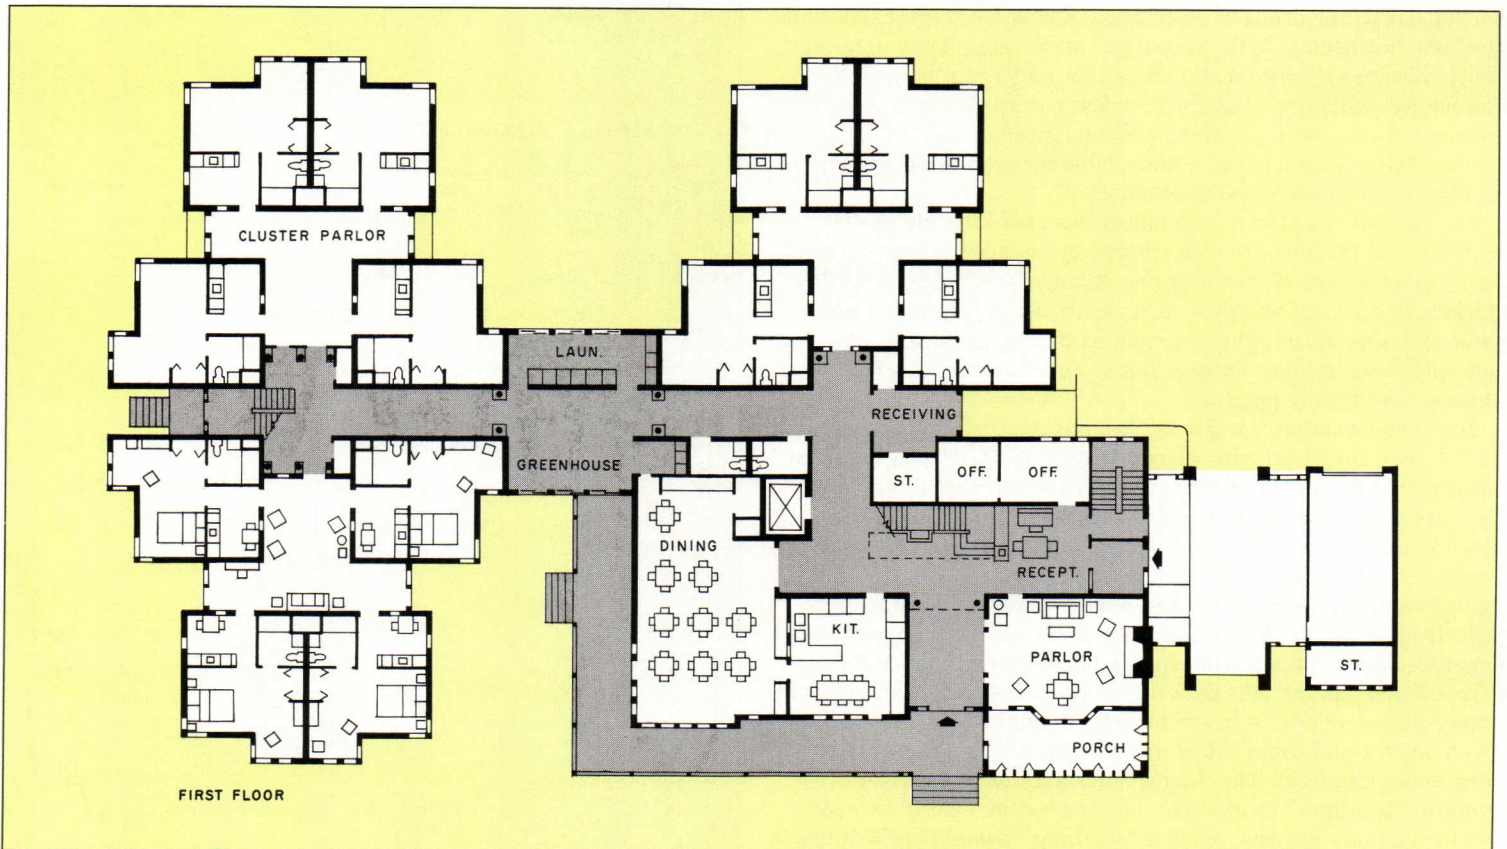 CLUSTER PARLOR
LAUN.
RECEIVING
GREENHOUSE
ST.
OFF.
OFF.
DINING
RECEPT.
KIT.
PARLOR
ST.
PORCH
FIRST FLOOR